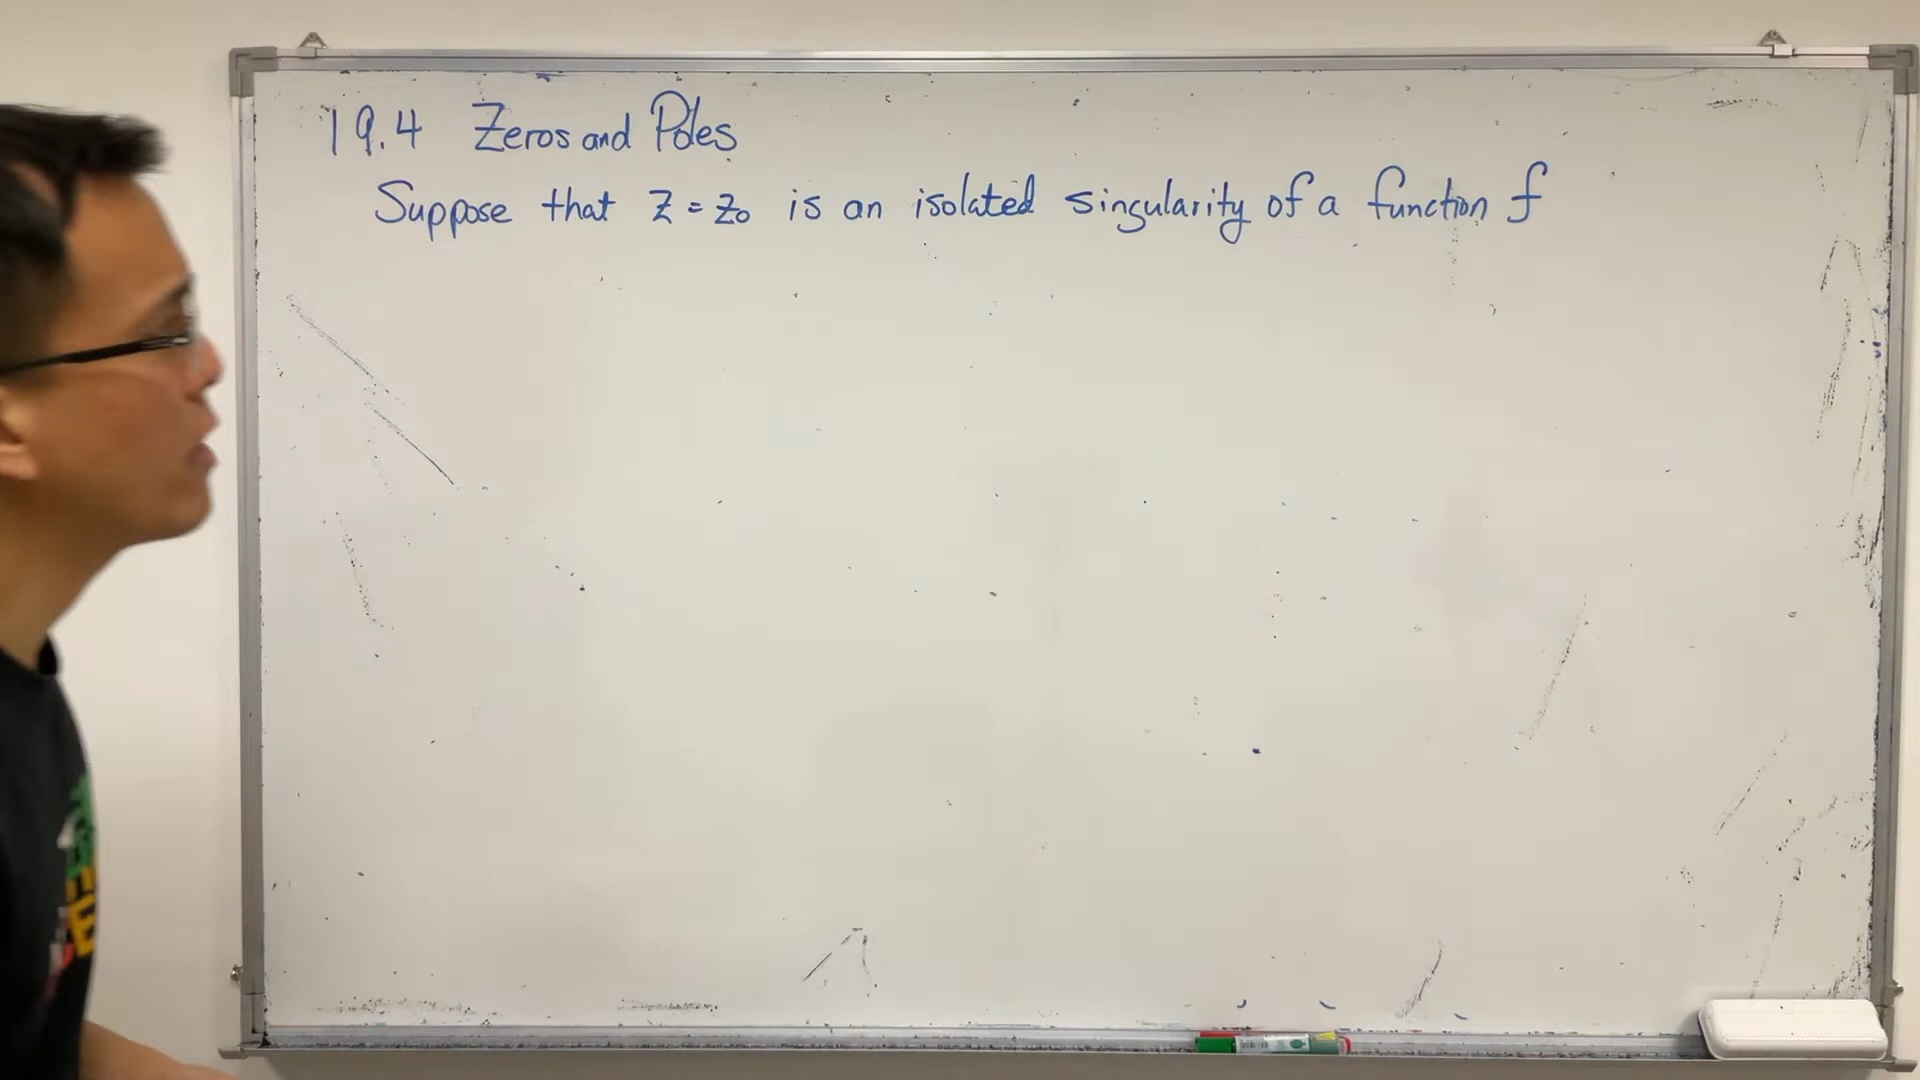 19.4 Zeros and Poles
Suppose that z = z₀ is an isolated singularity of a function f